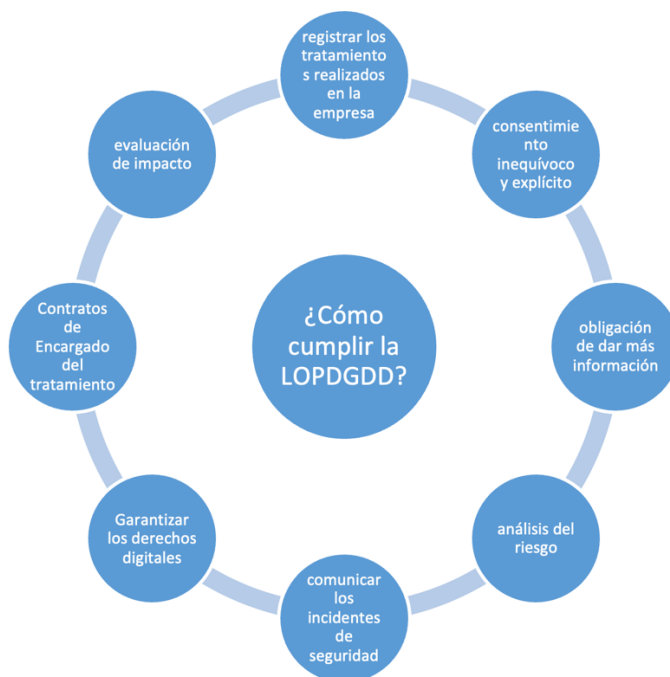 registrar los
tratamiento
s realizados
en la
empresa
consentimie
nto
inequívoco
y explícito
obligación
de dar más
información
análisis del
riesgo
comunicar
los
incidentes
de
seguridad
Garantizar
los derechos
digitales
Contratos
de
Encargado
del
tratamiento
evaluación
de impacto
¿Cómo
cumplir la
LOPDGDD?